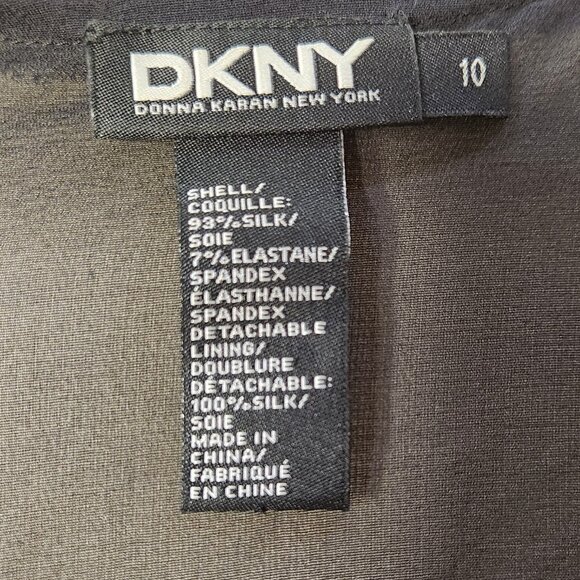 DKNY
DONNA KARAN NEW YORK
10
SHELL/
COQUILLE:
93%SILK/
SOIE
7%ELASTANE/
SPANDEX
ÉLASTHANNE/
SPANDEX
DETACHABLE
LINING/
DOUBLURE
DÉTACHABLE:
100%SILK/
SOIE
MADE IN
CHINA/
FABRIQUÉ
EN CHINE